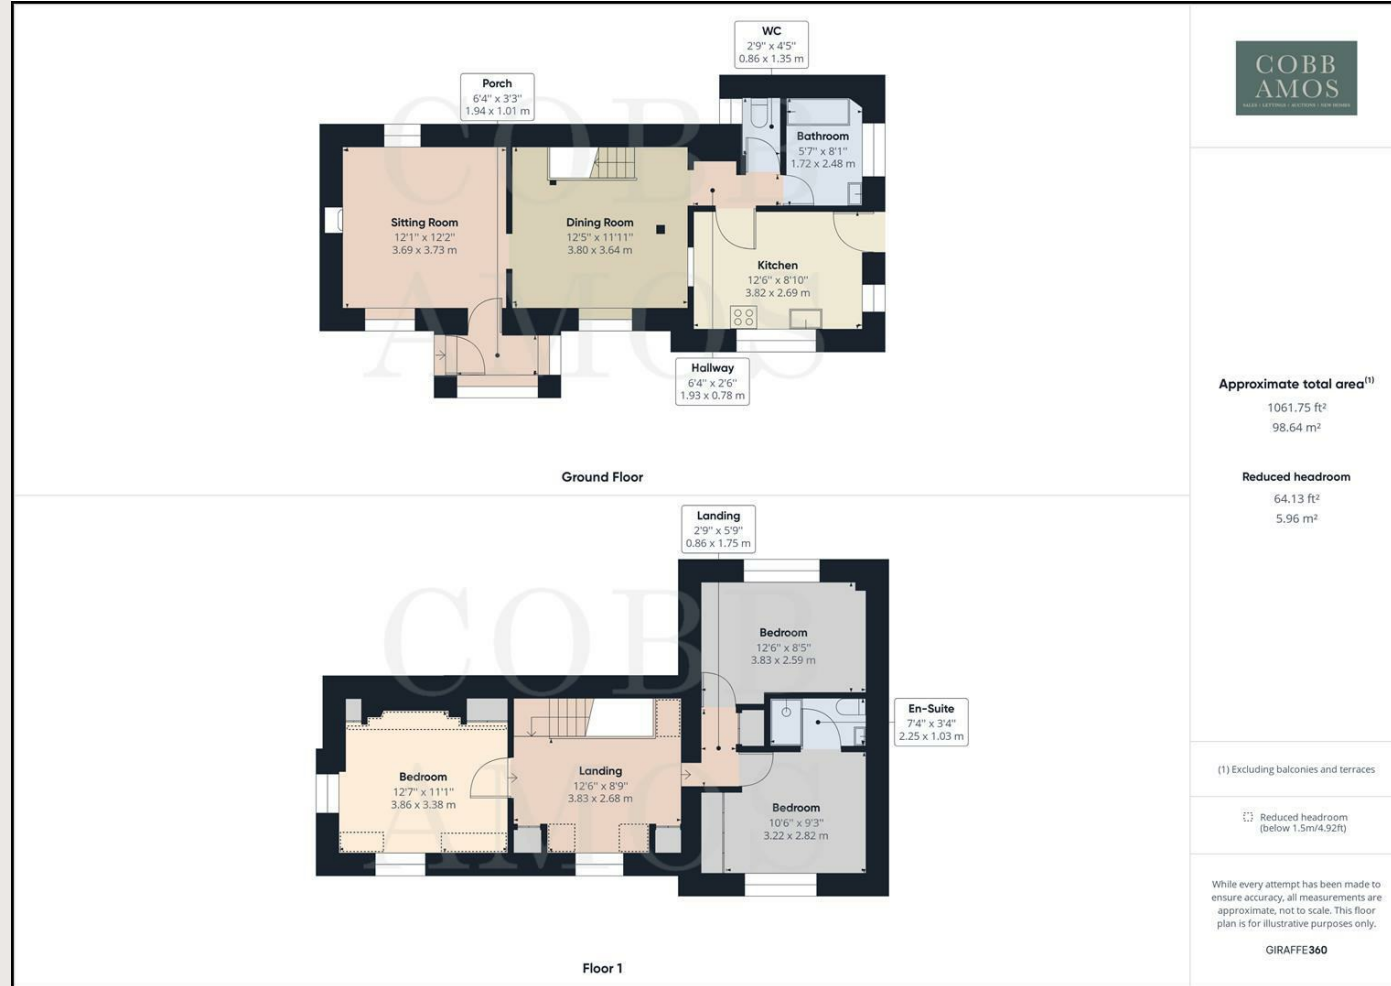 WC
2'9" x 4'5"
0.86 x 1.35 m
Porch
6'4" x 3'3"
1.94 x 1.01 m
Bathroom
5'7" x 8'1"
1.72 x 2.48 m
Sitting Room
12'1" x 12'2"
3.69 x 3.73 m
Dining Room
12'5" x 11'11"
3.80 x 3.64 m
Kitchen
12'6" x 8'10"
3.82 x 2.69 m
Hallway
6'4" x 2'6"
1.93 x 0.78 m
COBB
AMOS
Ground Floor
Landing
2'9" x 5'9"
0.86 x 1.75 m
Bedroom
12'6" x 8'5"
3.83 x 2.59 m
En-Suite
7'4" x 3'4"
2.25 x 1.03 m
Bedroom
12'7" x 11'1"
3.86 x 3.38 m
Landing
12'6" x 8'9"
3.83 x 2.68 m
Bedroom
10'6" x 9'3"
3.22 x 2.82 m
COBB
AMOS
Floor 1
COBB
AMOS
SALES | LETTINGS | AUCTIONS | NEW HOMES
Approximate total area(1)
1061.75 ft²
98.64 m²
Reduced headroom
64.13 ft²
5.96 m²
(1) Excluding balconies and terraces
Reduced headroom
(below 1.5m/4.92ft)
While every attempt has been made to
ensure accuracy, all measurements are
approximate, not to scale. This floor
plan is for illustrative purposes only.
GIRAFFE360